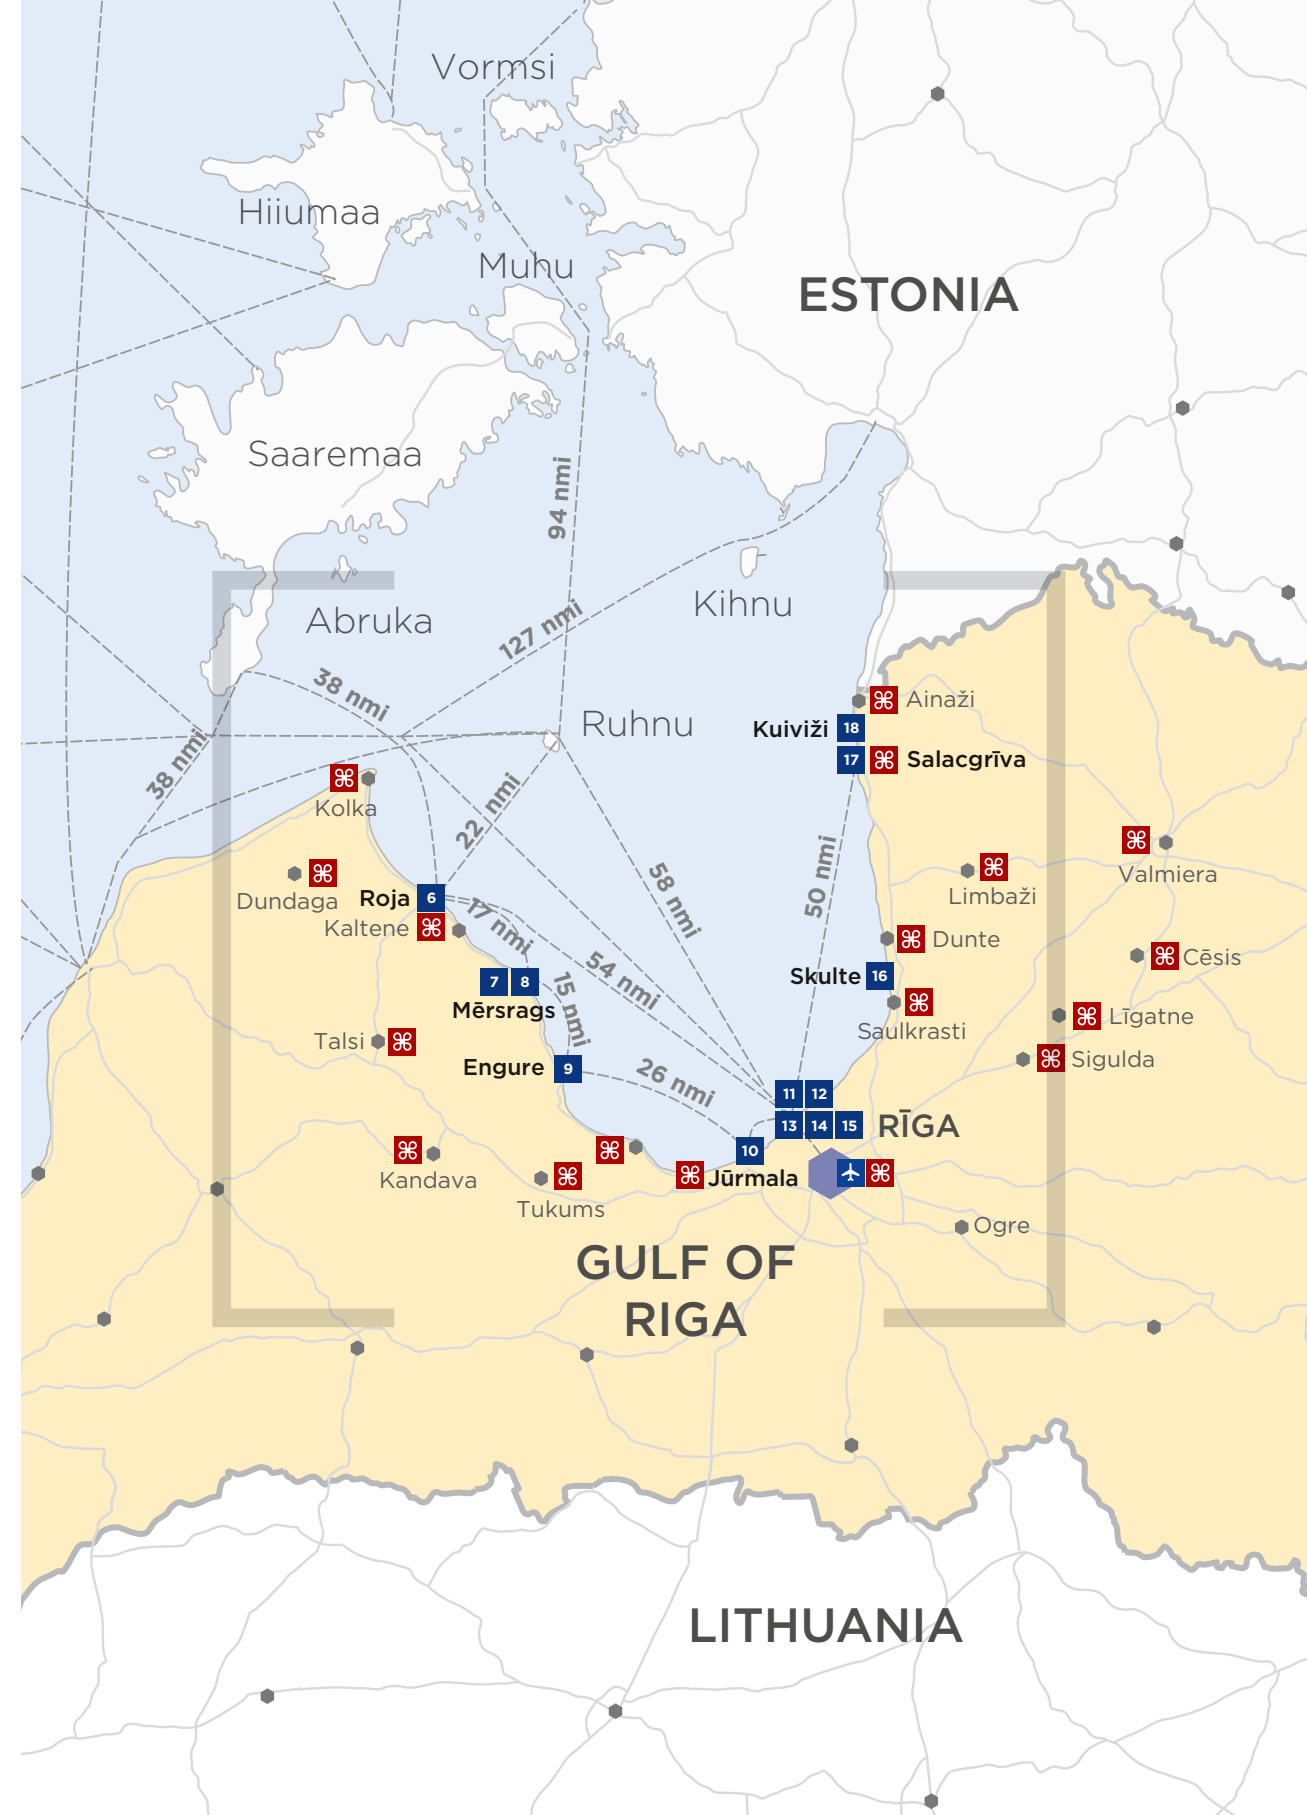 Vormsi
Hiiumaa
Muhu
ESTONIA
Saaremaa
94 nmi
Kihnu
Abruka
127 nmi
38 nmi
Ruhnu
Ainaži
Kuiviži
18
17
Salacgrīva
38 nmi
Kolka
22 nmi
Valmiera
50 nmi
Limbaži
58 nmi
Dundaga
Roja
6
Kaltene
17 nmi
Dunte
Cēsis
54 nmi
Skulte
16
7
8
Mērsrags
15 nmi
Līgatne
Saulkrasti
Talsi
Sigulda
Engure
9
26 nmi
11
12
13
14
15
RĪGA
10
Jūrmala
Kandava
Tukums
Ogre
GULF OF
RIGA
LITHUANIA